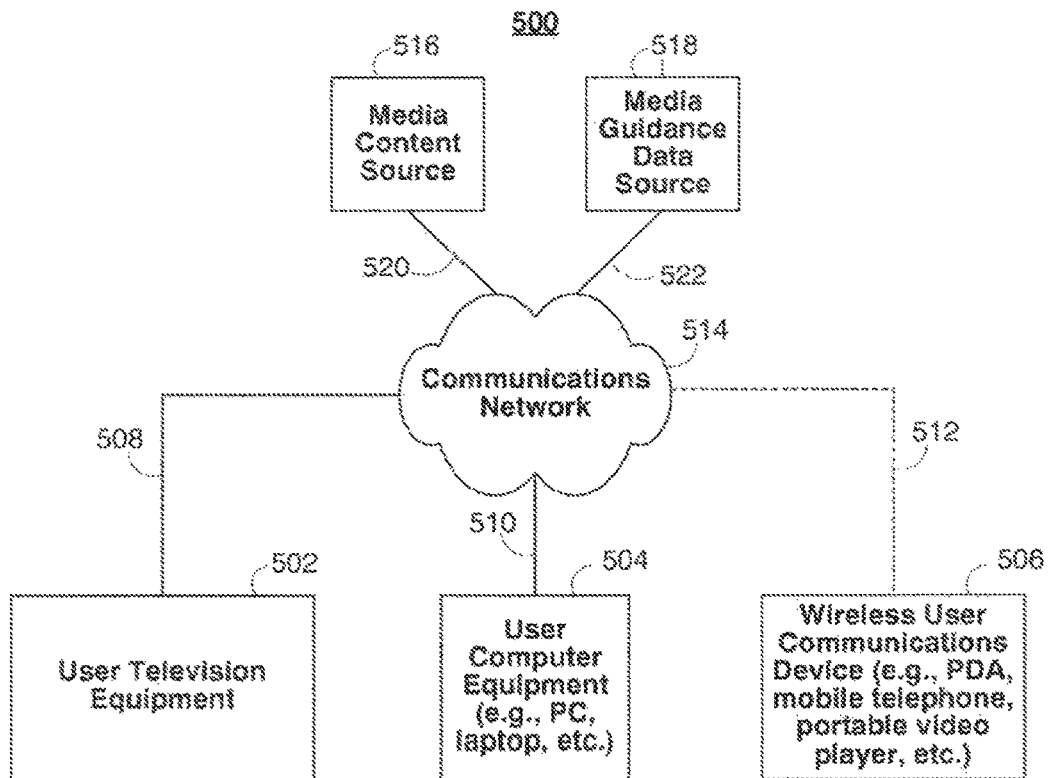 500
516
518
Media
Content
Source
Media
Guidance
Data
Source
520
522
514
Communications
Network
508
512
510
502
504
506
User Television
Equipment
User
Computer
Equipment
(e.g., PC,
laptop, etc.)
Wireless User
Communications
Device (e.g., PDA,
mobile telephone,
portable video
player, etc.)